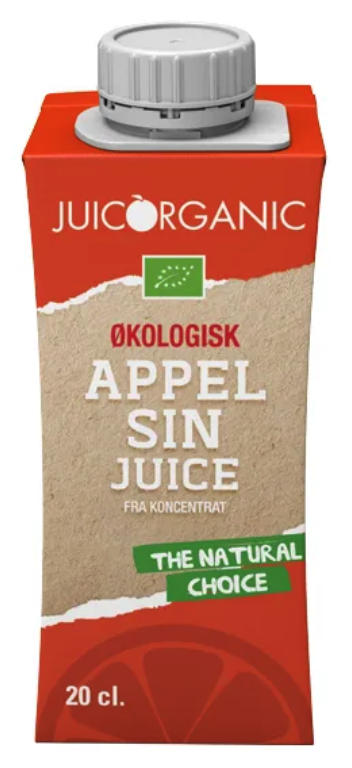 JUICORGANIC
ØKOLOGISK
APPEL
SIN
JUICE
FRA KONCENTRAT
THE NATURAL
CHOICE
20 cl.